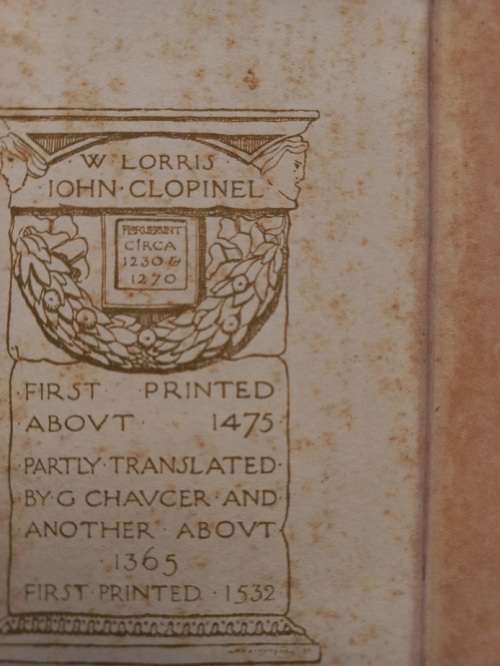 · W LORRIS ·
· IOHN · CLOPINEL
FLORUERUNT
CIRCA
1230 &
1270
FIRST PRINTED
· ABOVT · 1475
PARTLY · TRANSLATED ·
· BY · G CHAVCER · AND
ANOTHER · ABOVT
1365
FIRST · PRINTED · 1532